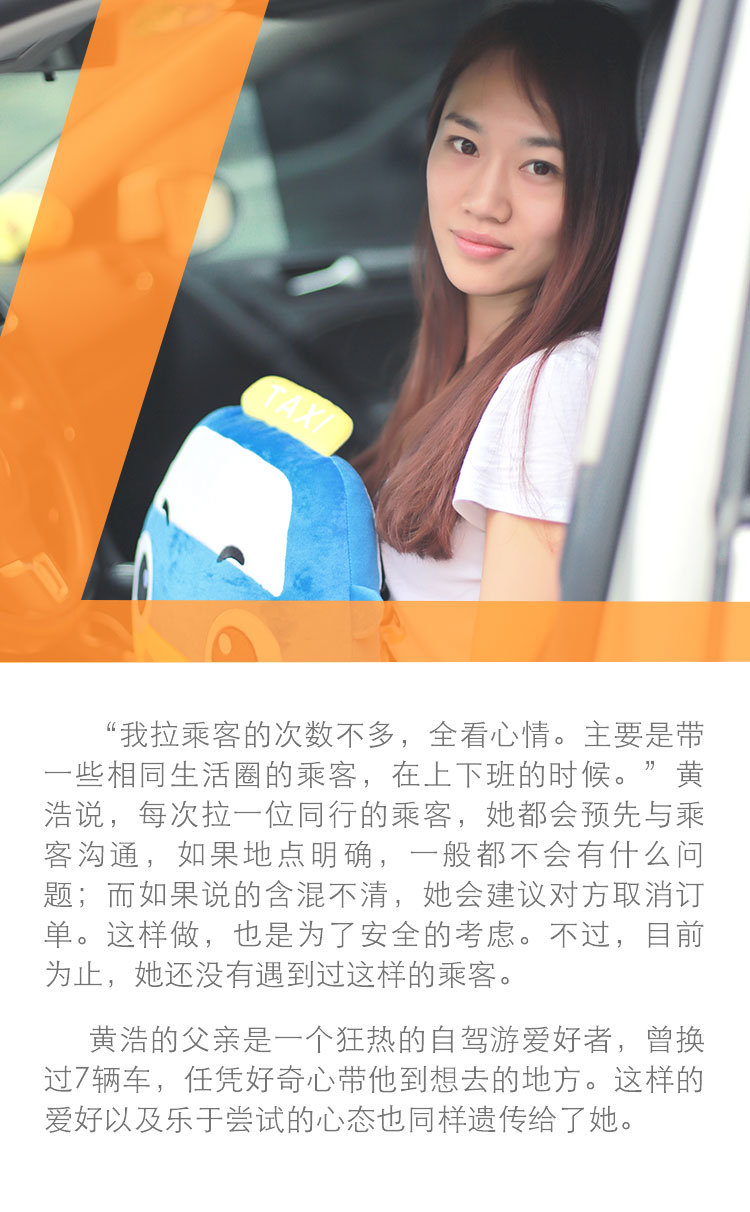 TAXI
“我拉乘客的次数不多，全看心情。主要是带
一些相同生活圈的乘客，在上下班的时候。”黄
浩说，每次拉一位同行的乘客，她都会预先与乘
客沟通，如果地点明确，一般都不会有什么问
题；而如果说的含混不清，她会建议对方取消订
单。这样做，也是为了安全的考虑。不过，目前
为止，她还没有遇到过这样的乘客。
黄浩的父亲是一个狂热的自驾游爱好者，曾换
过7辆车，任凭好奇心带他到想去的地方。这样的
爱好以及乐于尝试的心态也同样遗传给了她。